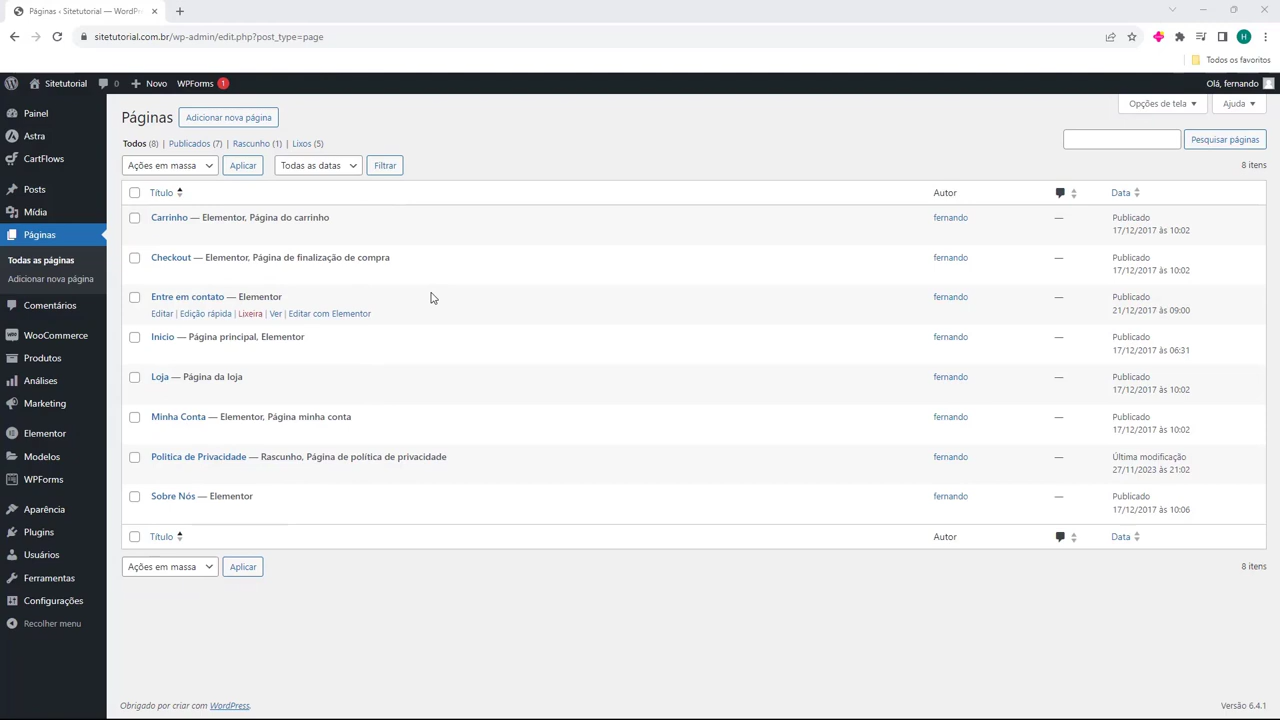 Páginas ‹ Sitetutorial — WordPr
sitetutorial.com.br/wp-admin/edit.php?post_type=page
H
Todos os favoritos
Sitetutorial 0 Novo WPForms 1 Olá, fernando
Painel
Astra
CartFlows
Posts
Mídia
Páginas
Todas as páginas
Adicionar nova página
Comentários
WooCommerce
Produtos
Análises
Marketing
Elementor
Modelos
WPForms
Aparência
Plugins
Usuários
Ferramentas
Configurações
Recolher menu
Opções de tela Ajuda
Páginas Adicionar nova página
Todos (8) | Publicados (7) | Rascunho (1) | Lixos (5)
Pesquisar páginas
Ações em massa Aplicar Todas as datas Filtrar 8 itens
Título Autor Data
Carrinho — Elementor, Página do carrinho fernando — Publicado
17/12/2017 às 10:02
Checkout — Elementor, Página de finalização de compra fernando — Publicado
17/12/2017 às 10:02
Entre em contato — Elementor fernando — Publicado
Editar | Edição rápida | Lixeira | Ver | Editar com Elementor 21/12/2017 às 09:00
Inicio — Página principal, Elementor fernando — Publicado
17/12/2017 às 06:31
Loja — Página da loja fernando — Publicado
17/12/2017 às 10:02
Minha Conta — Elementor, Página minha conta fernando — Publicado
17/12/2017 às 10:02
Politica de Privacidade — Rascunho, Página de política de privacidade fernando — Última modificação
27/11/2023 às 21:02
Sobre Nós — Elementor fernando — Publicado
17/12/2017 às 10:06
Título Autor Data
Ações em massa Aplicar 8 itens
Obrigado por criar com WordPress. Versão 6.4.1